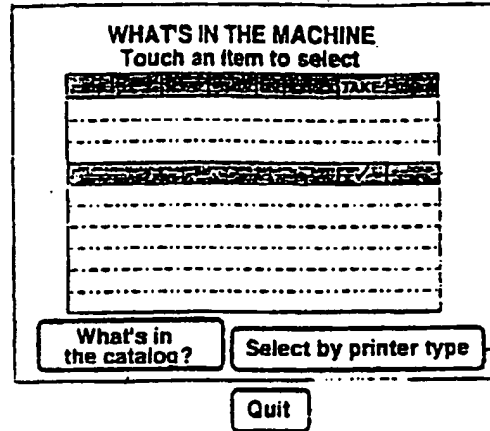 WHAT'S IN THE MACHINE
Touch an item to select
TAKE
What's in
the catalog?
Select by printer type
Quit